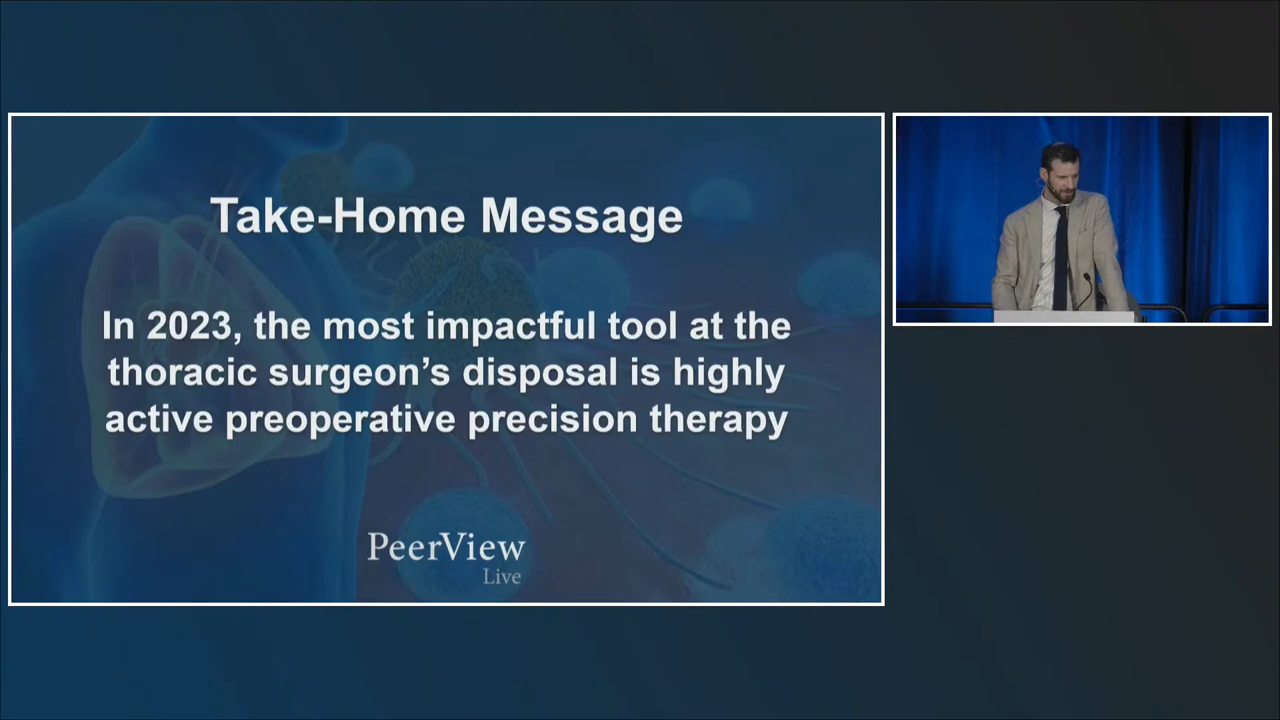 Take-Home Message
In 2023, the most impactful tool at the
thoracic surgeon’s disposal is highly
active preoperative precision therapy
PeerView
Live